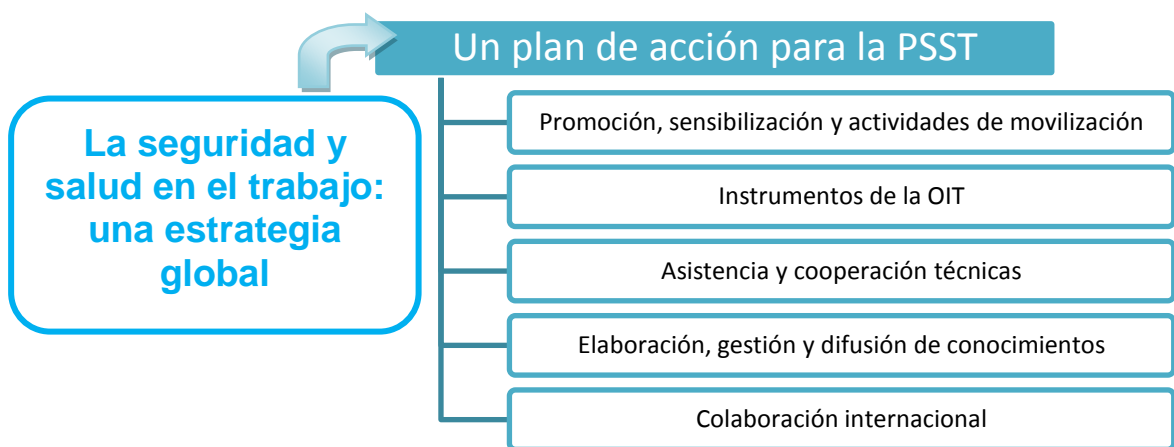 Un plan de acción para la PSST
La seguridad y
salud en el trabajo:
una estrategia
global
Promoción, sensibilización y actividades de movilización
Instrumentos de la OIT
Asistencia y cooperación técnicas
Elaboración, gestión y difusión de conocimientos
Colaboración internacional